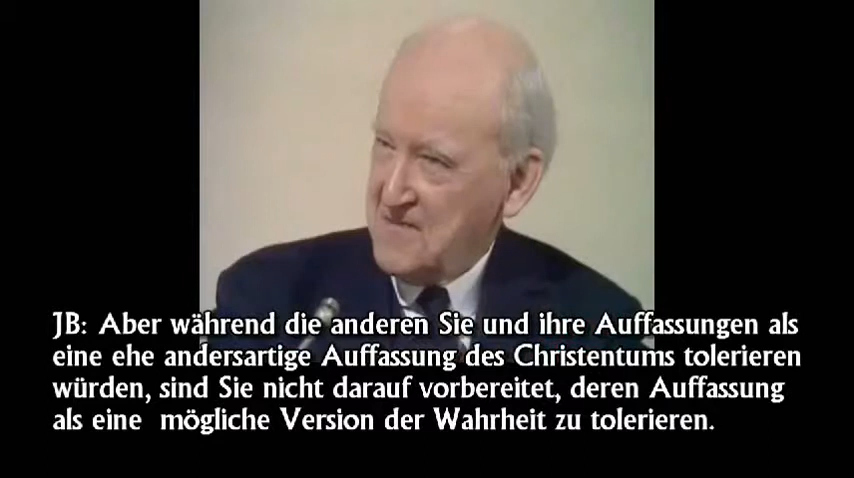 JB: Aber während die anderen Sie und ihre Auffassungen als
eine ehe andersartige Auffassung des Christentums tolerieren
würden, sind Sie nicht darauf vorbereitet, deren Auffassung
als eine mögliche Version der Wahrheit zu tolerieren.